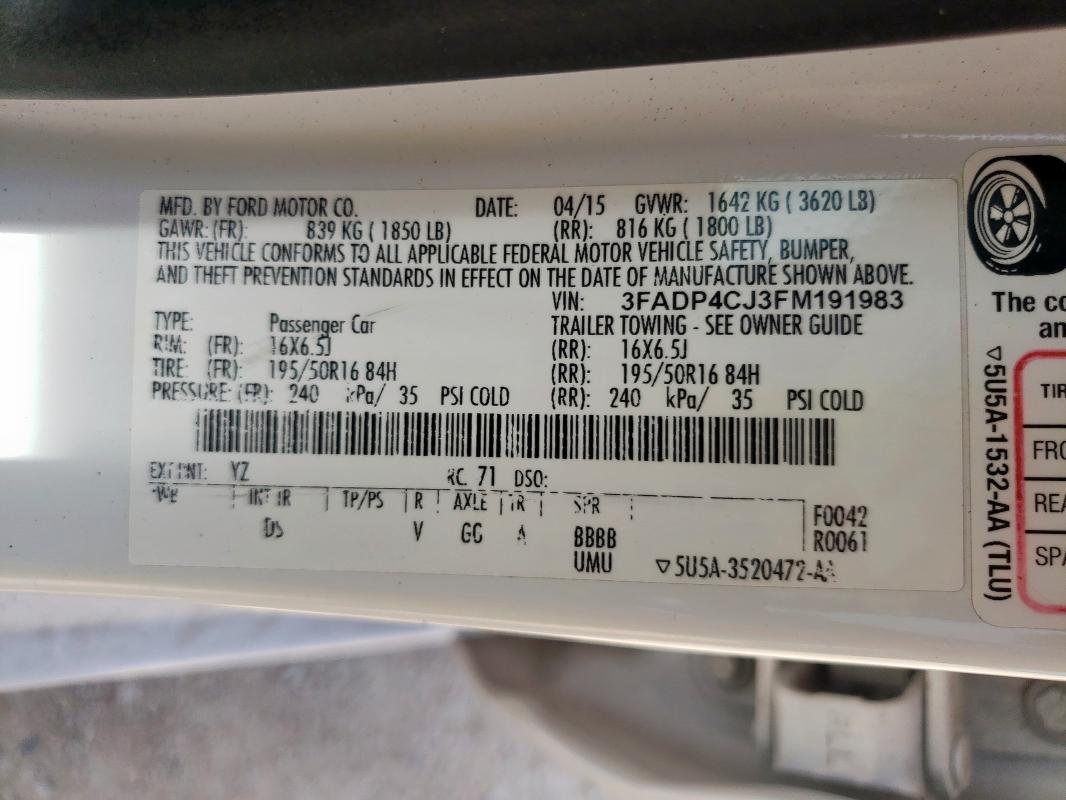 MFD. BY FORD MOTOR CO. DATE: 04/15 GVWR: 1642 KG ( 3620 LB)
GAWR: (FR): 839 KG ( 1850 LB) (RR): 816 KG ( 1800 LB)
THIS VEHICLE CONFORMS TO ALL APPLICABLE FEDERAL MOTOR VEHICLE SAFETY, BUMPER,
AND THEFT PREVENTION STANDARDS IN EFFECT ON THE DATE OF MANUFACTURE SHOWN ABOVE.
VIN: 3FADP4CJ3FM191983
TYPE: Passenger Car TRAILER TOWING - SEE OWNER GUIDE
RIM: (FR): 16X6.5J (RR): 16X6.5J
TIRE: (FR): 195/50R16 84H (RR): 195/50R16 84H
PRESSURE: (FR): 240 kPa/ 35 PSI COLD (RR): 240 kPa/ 35 PSI COLD
EXT PNT: YZ RC: 71 DSO:
WB INT TR TP/PS R AXLE TR SPR F0042
DS V GC A BBBB R0061
UMU ▽5U5A-3520472-AA
The co
an
TIR
FRO
REA
SPA
▽5U5A-1532-AA (TLU)